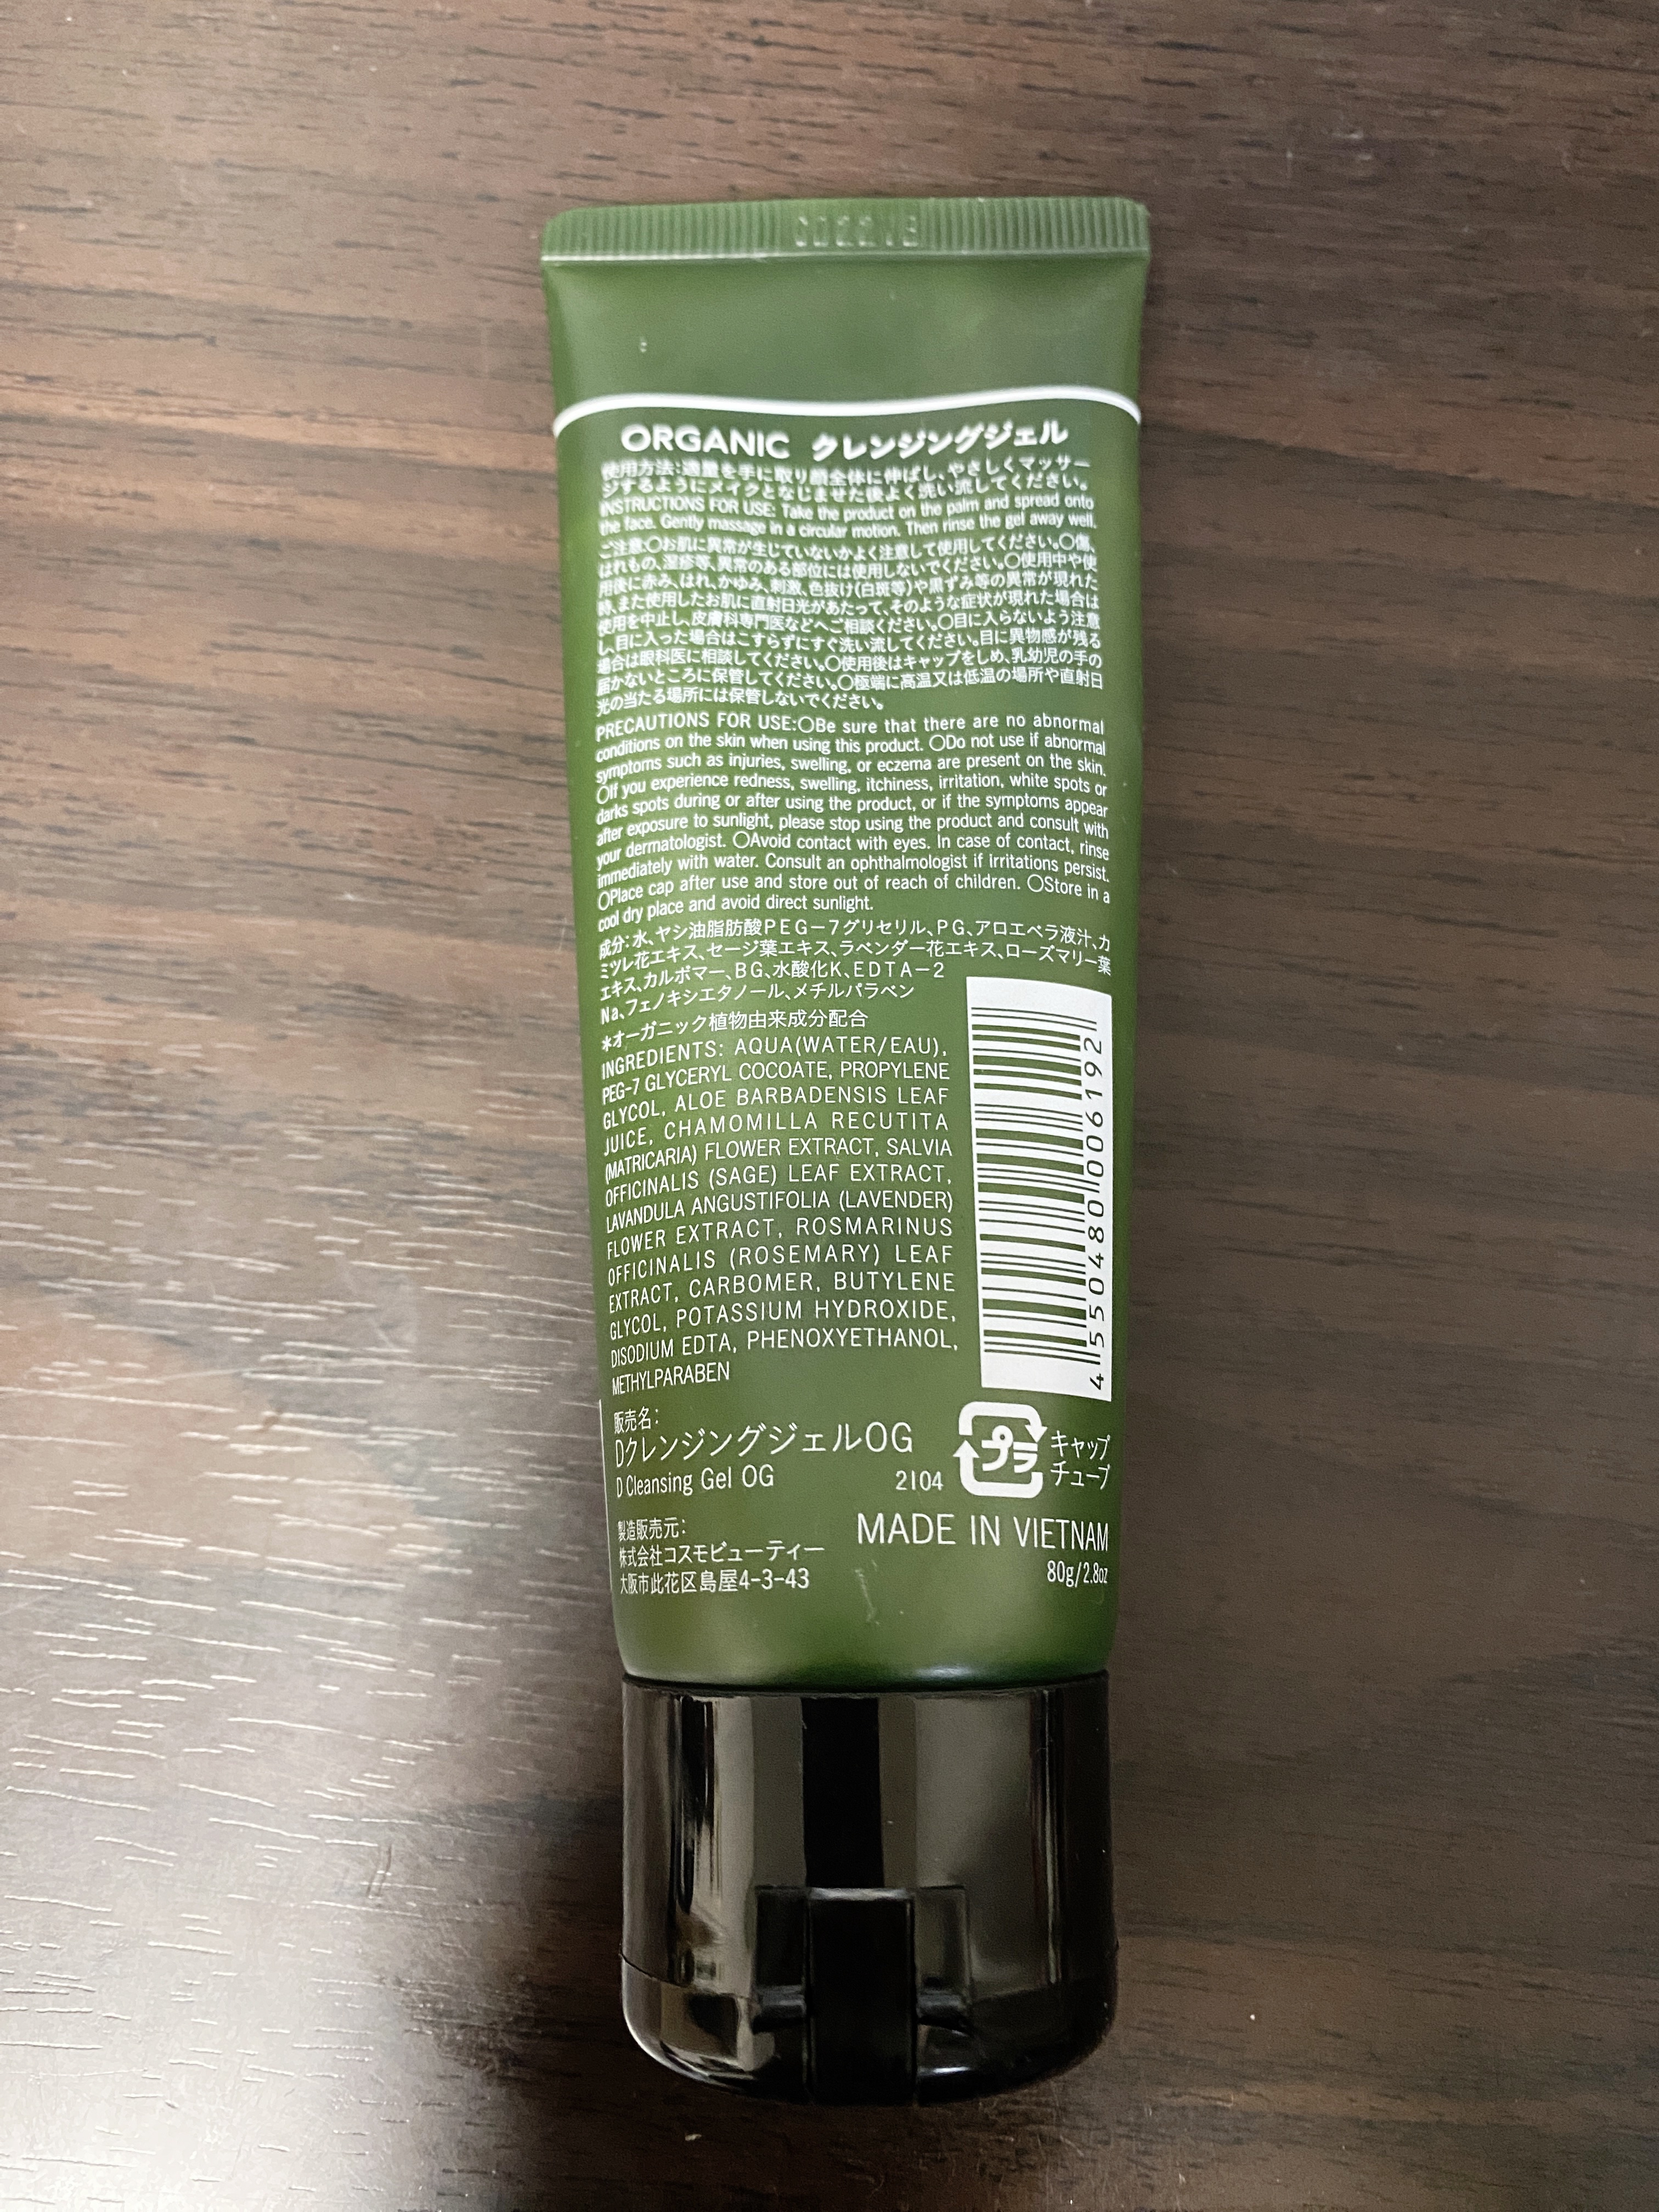 ORGANIC クレンジングジェル
使用方法:適量を手に取り顔全体に伸ばし、やさしくマッサー
ジするようにメイクとなじませた後よく洗い流してください。
INSTRUCTIONS FOR USE: Take the product on the palm and spread onto
the face. Gently massage in a circular motion. Then rinse the gel away well.
ご注意:〇お肌に異常が生じていないかよく注意して使用してください。〇傷、
はれもの、湿疹等、異常のある部位には使用しないでください。〇使用中や使
用後に赤み、はれ、かゆみ、刺激、色抜け(白斑等)や黒ずみ等の異常が現れた
時、また使用したお肌に直射日光があたって、そのような症状が現れた場合は
使用を中止し、皮膚科専門医などへご相談ください。〇目に入らないよう注意
し、目に入った場合はこすらずにすぐ洗い流してください。目に異物感が残る
場合は眼科医に相談してください。〇使用後はキャップをしめ、乳幼児の手の
届かないところに保管してください。〇極端に高温又は低温の場所や直射日
光の当たる場所には保管しないでください。
PRECAUTIONS FOR USE:〇Be sure that there are no abnormal
conditions on the skin when using this product. 〇Do not use if abnormal
symptoms such as injuries, swelling, or eczema are present on the skin.
〇If you experience redness, swelling, itchiness, irritation, white spots or
darks spots during or after using the product, or if the symptoms appear
after exposure to sunlight, please stop using the product and consult with
your dermatologist. 〇Avoid contact with eyes. In case of contact, rinse
immediately with water. Consult an ophthalmologist if irritations persist.
〇Place cap after use and store out of reach of children. 〇Store in a
cool dry place and avoid direct sunlight.
成分:水、ヤシ油脂肪酸PEG-7グリセリル、PG、アロエベラ液汁、カ
ミツレ花エキス、セージ葉エキス、ラベンダー花エキス、ローズマリー葉
エキス、カルボマー、BG、水酸化K、EDTA-2
Na、フェノキシエタノール、メチルパラベン
*オーガニック植物由来成分配合
INGREDIENTS: AQUA(WATER/EAU),
PEG-7 GLYCERYL COCOATE, PROPYLENE
GLYCOL, ALOE BARBADENSIS LEAF
JUICE, CHAMOMILLA RECUTITA
(MATRICARIA) FLOWER EXTRACT, SALVIA
OFFICINALIS (SAGE) LEAF EXTRACT,
LAVANDULA ANGUSTIFOLIA (LAVENDER)
FLOWER EXTRACT, ROSMARINUS
OFFICINALIS (ROSEMARY) LEAF
EXTRACT, CARBOMER, BUTYLENE
GLYCOL, POTASSIUM HYDROXIDE,
DISODIUM EDTA, PHENOXYETHANOL,
METHYLPARABEN
4 550480 006192
販売名:
DクレンジングジェルOG
D Cleansing Gel OG
2104
プラ
キャップ
チューブ
製造販売元:
株式会社コスモビューティー
大阪市此花区島屋4-3-43
MADE IN VIETNAM
80g/2.8oz